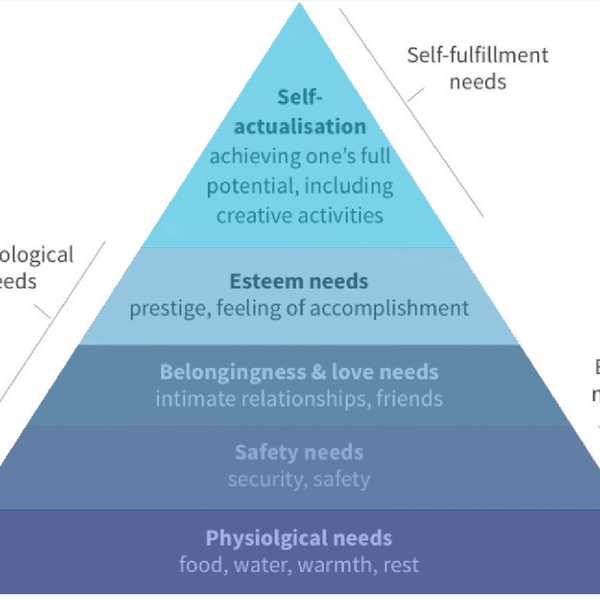 Self-fulfillment
needs
Self-
actualisation
achieving one's full
potential, including
creative activities
ological
eeds
Esteem needs
prestige, feeling of accomplishment
Belongingness & love needs
intimate relationships, friends
Safety needs
security, safety
Physiolgical needs
food, water, warmth, rest